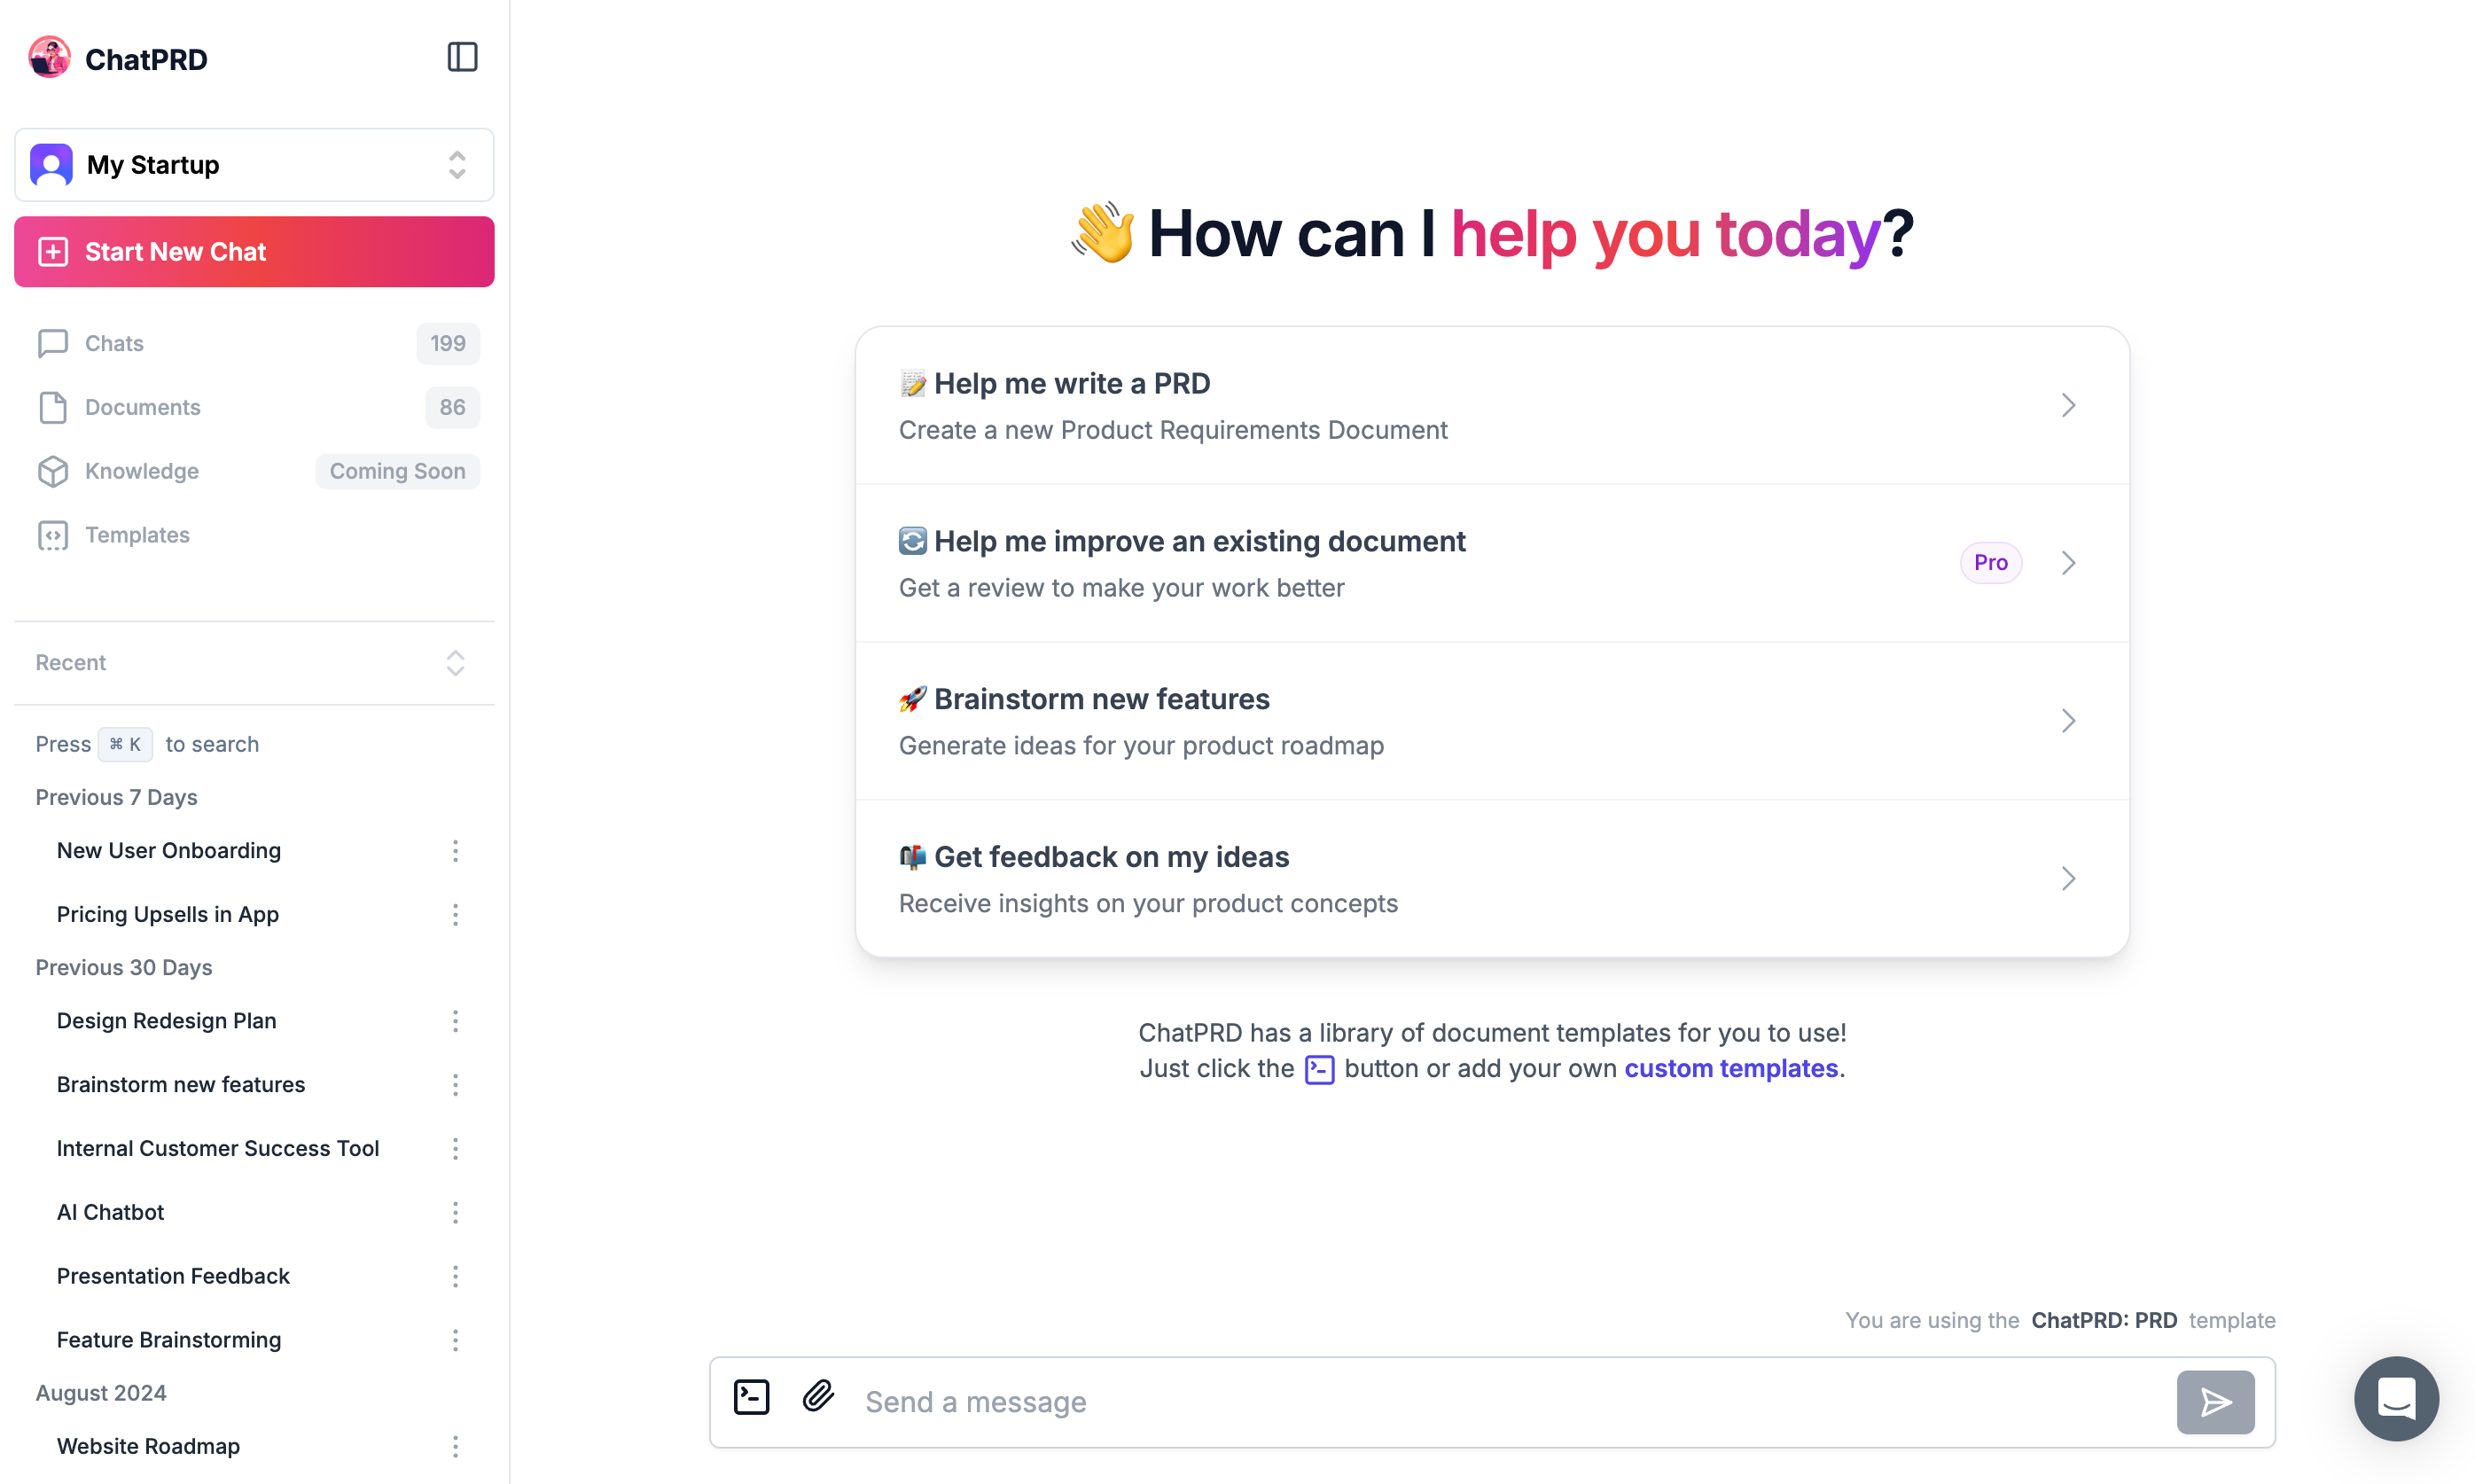 ChatPRD
My Startup
Start New Chat
Chats 199
Documents 86
Knowledge Coming Soon
Templates
Recent
Press ⌘ K to search
Previous 7 Days
New User Onboarding
Pricing Upsells in App
Previous 30 Days
Design Redesign Plan
Brainstorm new features
Internal Customer Success Tool
AI Chatbot
Presentation Feedback
Feature Brainstorming
August 2024
Website Roadmap
👋 How can I help you today?
📝 Help me write a PRD
Create a new Product Requirements Document
🔄 Help me improve an existing document
Pro
Get a review to make your work better
🚀 Brainstorm new features
Generate ideas for your product roadmap
📬 Get feedback on my ideas
Receive insights on your product concepts
ChatPRD has a library of document templates for you to use!
Just click the button or add your own custom templates.
You are using the ChatPRD: PRD template
Send a message